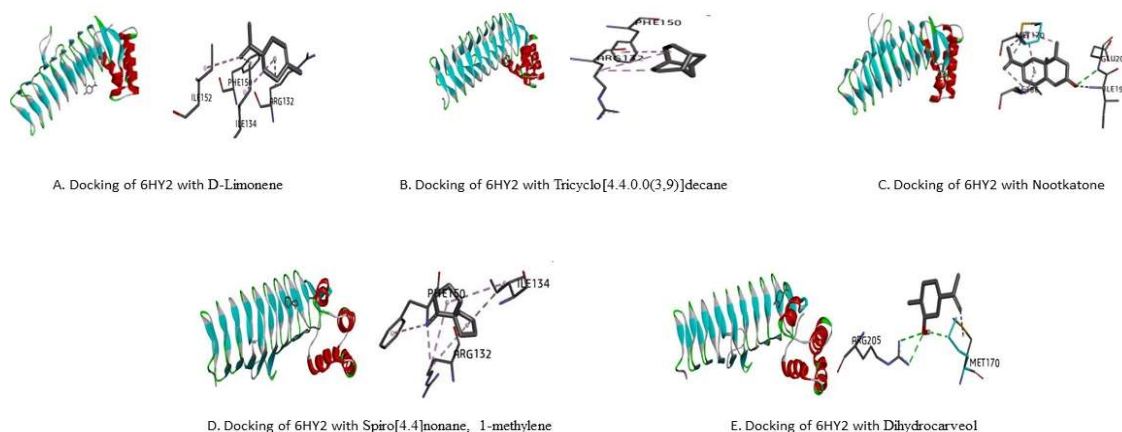 PHE150
ILE152
ARG132
ILE134
PHE150
ARG132
MET170
A. Docking of 6HY2 with D-Limonene
B. Docking of 6HY2 with Tricyclo[4.4.0.0(3,9)]decane
C. Docking of 6HY2 with Nootkatone
PHE150
ILE134
ARG132
ARG205
MET170
D. Docking of 6HY2 with Spiro[4.4]nonane, 1-methylene
E. Docking of 6HY2 with Dihydrocarveol